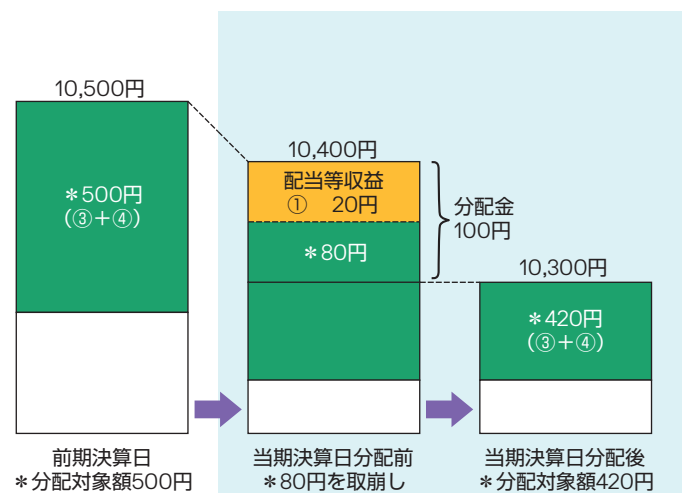 10,500円
＊500円
（③＋④）
前期決算日
＊分配対象額500円
10,400円
配当等収益
①　20円
＊80円
分配金
100円
当期決算日分配前
＊80円を取崩し
10,300円
＊420円
（③＋④）
当期決算日分配後
＊分配対象額420円